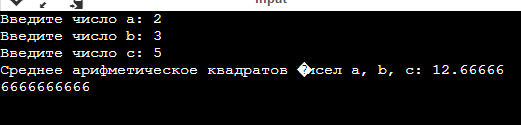 Введите число a: 2
Введите число b: 3
Введите число c: 5
Среднее арифметическое квадратов �исел a, b, c: 12.66666
6666666666